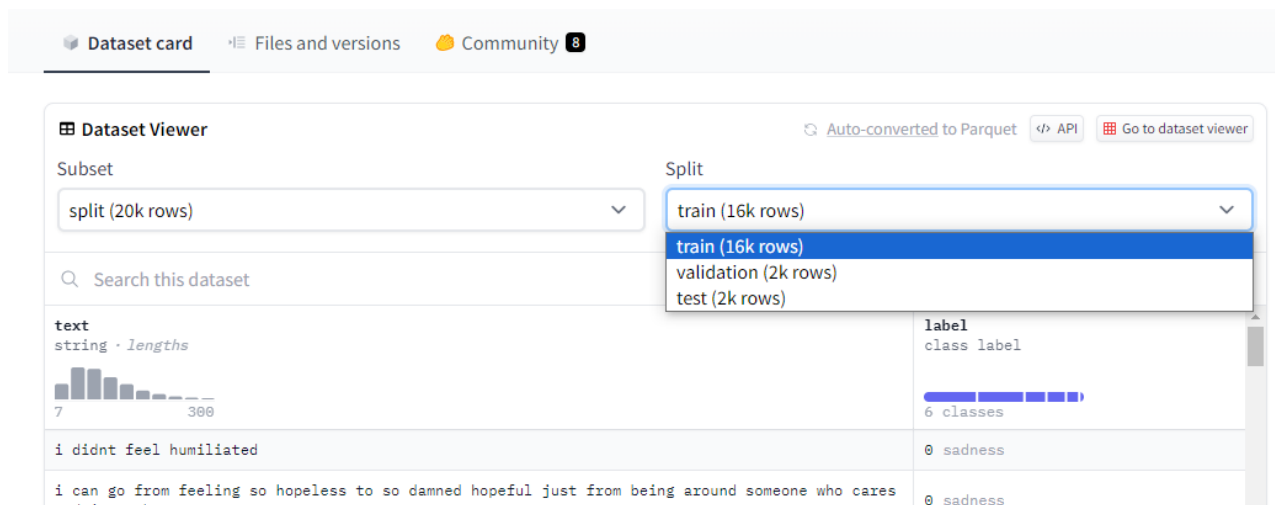 Dataset card Files and versions Community 8
Dataset Viewer Auto-converted to Parquet </> API Go to dataset viewer
Subset Split
split (20k rows) train (16k rows)
train (16k rows)
validation (2k rows)
test (2k rows)
Search this dataset
text label
string · lengths class label
7 300 6 classes
i didnt feel humiliated 0 sadness
i can go from feeling so hopeless to so damned hopeful just from being around someone who cares 0 sadness